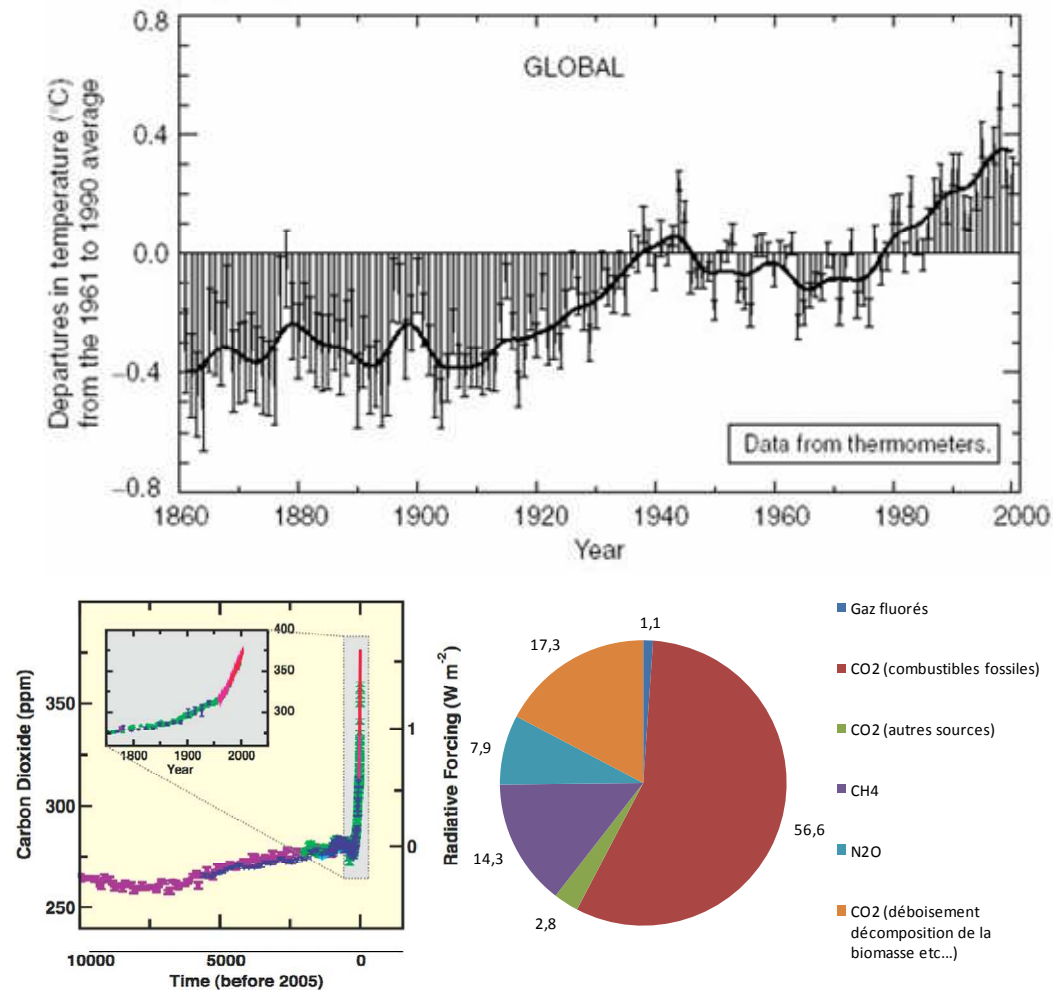 0.8
0.4
0.0
−0.4
−0.8
Departures in temperature (°C)
from the 1961 to 1990 average
GLOBAL
Data from thermometers.
1860 1880 1900 1920 1940 1960 1980 2000
Year
400
350
300
1800 1900 2000
Year
350
300
250
Carbon Dioxide (ppm)
1
0
Radiative Forcing (W m-2)
10000 5000 0
Time (before 2005)
1,1
56,6
2,8
14,3
7,9
17,3
Gaz fluorés
CO2 (combustibles fossiles)
CO2 (autres sources)
CH4
N2O
CO2 (déboisement
décomposition de la
biomasse etc...)